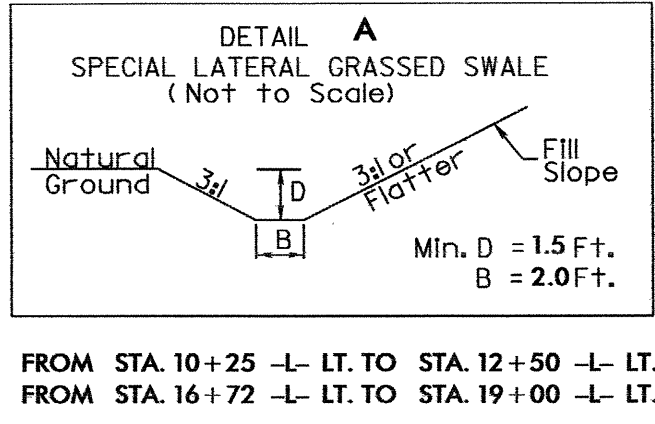 DETAIL A
SPECIAL LATERAL GRASSED SWALE
(Not to Scale)
Natural
Ground
3:1
D
B
3:1 or
Flatter
Fill
Slope
Min. D = 1.5 Ft.
B = 2.0 Ft.
FROM STA. 10+25 -L- LT. TO STA. 12+50 -L- LT.
FROM STA. 16+72 -L- LT. TO STA. 19+00 -L- LT.